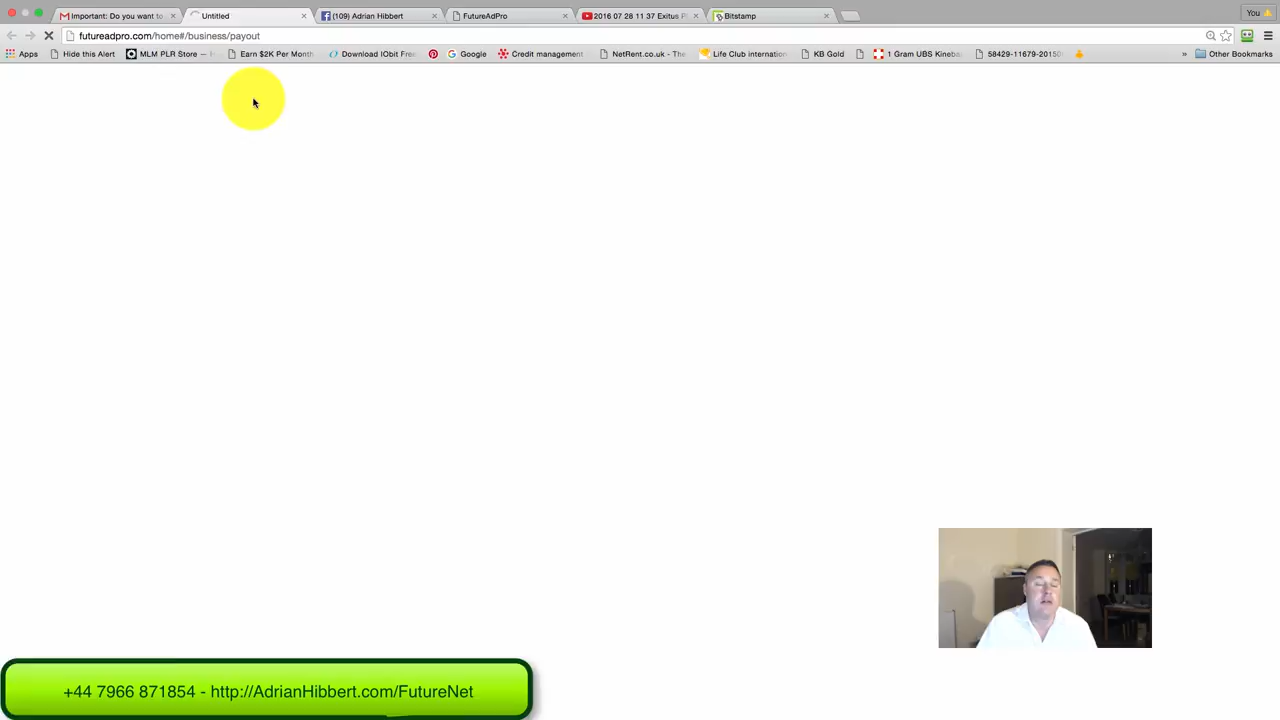 Important: Do you want to
Untitled
(109) Adrian Hibbert
FutureAdPro
2016 07 28 11 37 Exitus Pl
Bitstamp
You
futureadpro.com/home#/business/payout
Apps
Hide this Alert
MLM PLR Store —
Earn $2K Per Month
Download IObit Free
Google
Credit management
NetRent.co.uk - The
Life Club internation
KB Gold
1 Gram UBS Kineba
58429-11679-20150
»
Other Bookmarks
+44 7966 871854 - http://AdrianHibbert.com/FutureNet